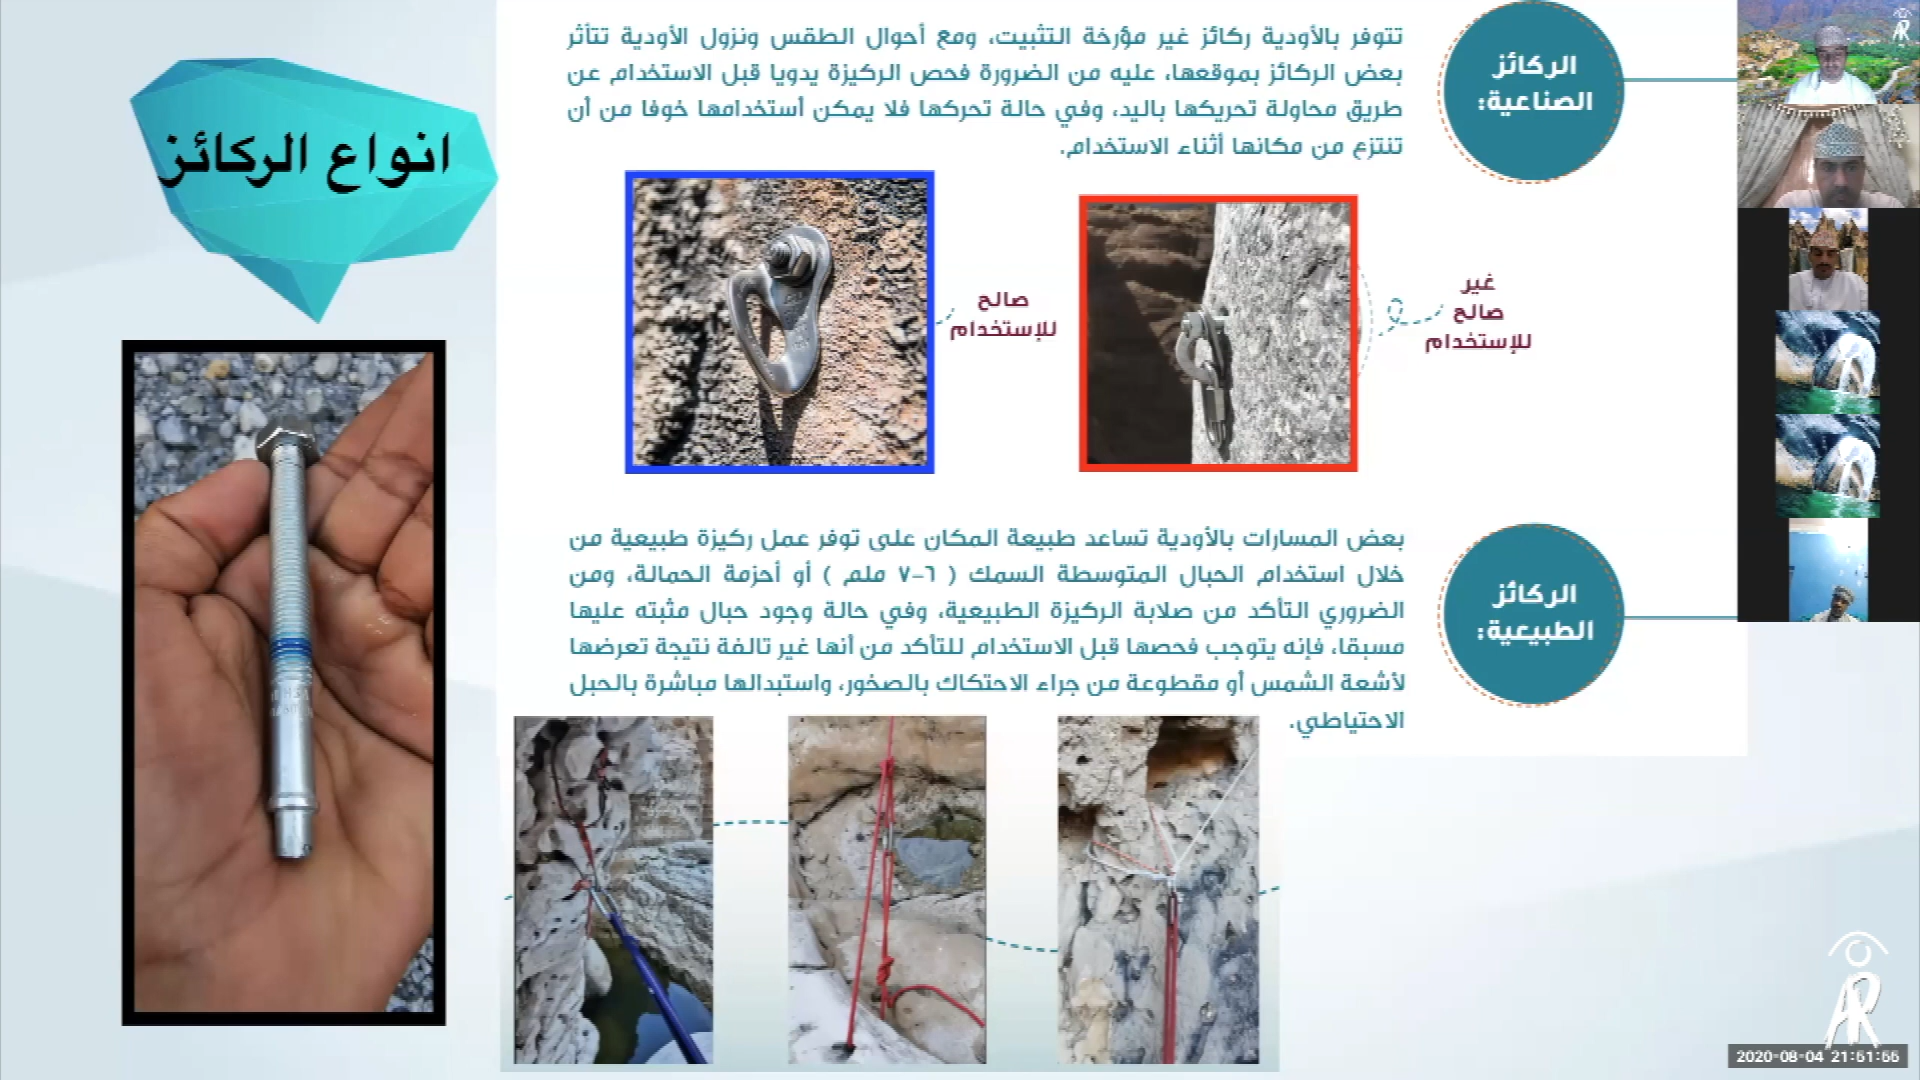 انواع الركائز
الركائز
الصناعية:
تتوفر بالأودية ركائز غير مؤرخة التثبيت، ومع أحوال الطقس ونزول الأودية تتأثر
بعض الركائز بموقعها، عليه من الضرورة فحص الركيزة يدويا قبل الاستخدام عن
طريق محاولة تحريكها باليد، وفي حالة تحركها فلا يمكن أستخدامها خوفا من أن
تنتزع من مكانها أثناء الاستخدام.
غير
صالح
للإستخدام
صالح
للإستخدام
الركائز
الطبيعية:
بعض المسارات بالأودية تساعد طبيعة المكان على توفر عمل ركيزة طبيعية من
خلال استخدام الحبال المتوسطة السمك ( ٦-٧ ملم ) أو أحزمة الحمالة، ومن
الضروري التأكد من صلابة الركيزة الطبيعية، وفي حالة وجود حبال مثبته عليها
مسبقا، فإنه يتوجب فحصها قبل الاستخدام للتأكد من أنها غير تالفة نتيجة تعرضها
لأشعة الشمس أو مقطوعة من جراء الاحتكاك بالصخور، واستبدالها مباشرة بالحبل
الاحتياطي.
AR
2020-08-04 21:51:55